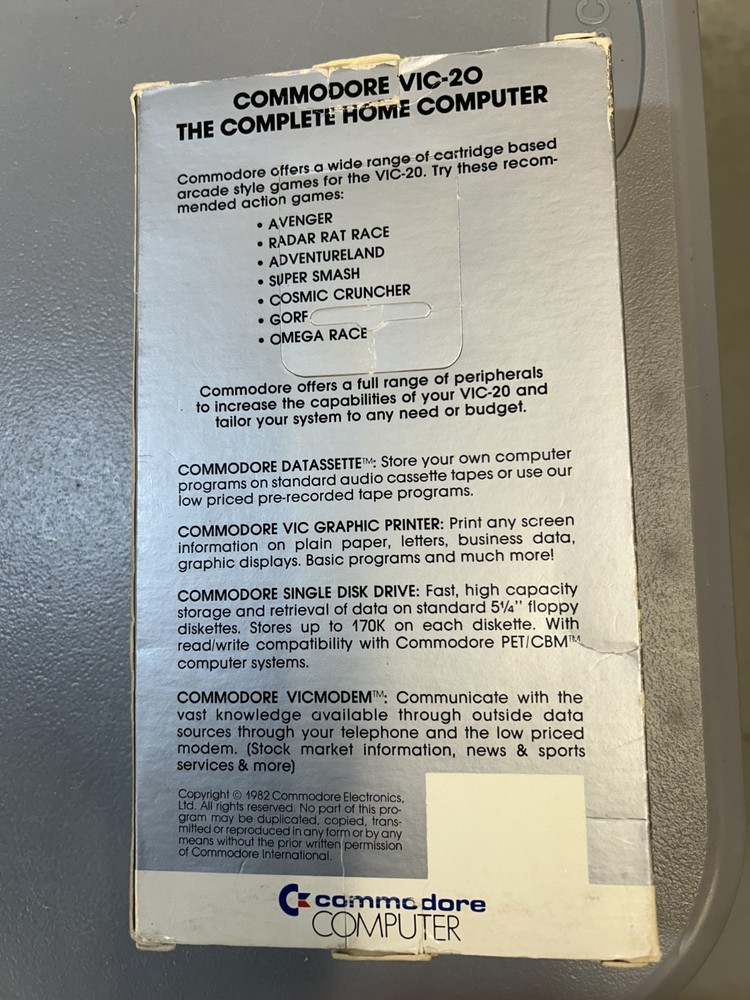 COMMODORE VIC-20
THE COMPLETE HOME COMPUTER
Commodore offers a wide range of cartridge based
arcade style games for the VIC-20. Try these recom-
mended action games:
• AVENGER
• RADAR RAT RACE
• ADVENTURELAND
• SUPER SMASH
• COSMIC CRUNCHER
• GORF
• OMEGA RACE
Commodore offers a full range of peripherals
to increase the capabilities of your VIC-20 and
tailor your system to any need or budget.
COMMODORE DATASSETTE™: Store your own computer
programs on standard audio cassette tapes or use our
low priced pre-recorded tape programs.
COMMODORE VIC GRAPHIC PRINTER: Print any screen
information on plain paper, letters, business data,
graphic displays. Basic programs and much more!
COMMODORE SINGLE DISK DRIVE: Fast, high capacity
storage and retrieval of data on standard 5¼" floppy
diskettes. Stores up to 170K on each diskette. With
read/write compatibility with Commodore PET/CBM™
computer systems.
COMMODORE VICMODEM™: Communicate with the
vast knowledge available through outside data
sources through your telephone and the low priced
modem. (Stock market information, news & sports
services & more)
Copyright © 1982 Commodore Electronics,
Ltd. All rights reserved. No part of this pro-
gram may be duplicated, copied, trans-
mitted or reproduced in any form or by any
means without the prior written permission
of Commodore International.
commodore
COMPUTER